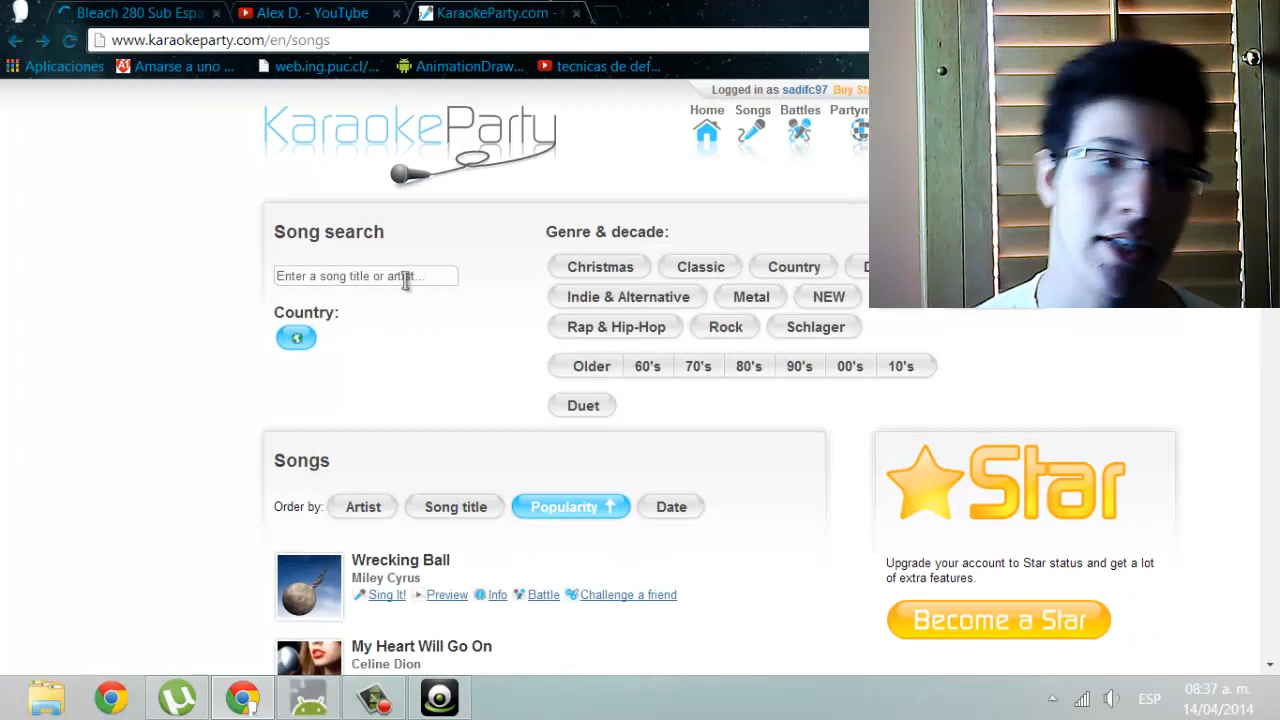 Bleach 280 Sub Espa
Alex D. - YouTube
KaraokeParty.com -
www.karaokeparty.com/en/songs
Aplicaciones
Amarse a uno ...
web.ing.puc.cl/...
AnimationDraw...
tecnicas de def...
Logged in as sadifc97
KaraokeParty
Home
Songs
Battles
Song search
Enter a song title or artist...
Country:
Genre & decade:
Christmas
Classic
Country
Indie & Alternative
Metal
NEW
Rap & Hip-Hop
Rock
Schlager
Older
60's
70's
80's
90's
00's
10's
Duet
Songs
Order by:
Artist
Song title
Popularity
Date
Wrecking Ball
Miley Cyrus
Sing It!
Preview
Info
Battle
Challenge a friend
My Heart Will Go On
Celine Dion
Star
Upgrade your account to Star status and get a lot
of extra features.
Become a Star
ESP
08:37 a. m.
14/04/2014